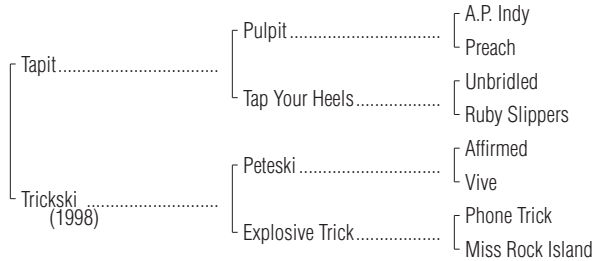 A.P. Indy
Pulpit........................................
Preach
Tapit...........................................
Unbridled
Tap Your Heels.......................
Ruby Slippers
Affirmed
Peteski......................................
Vive
Trickski ...................................
(1998)
Phone Trick
Explosive Trick.......................
Miss Rock Island